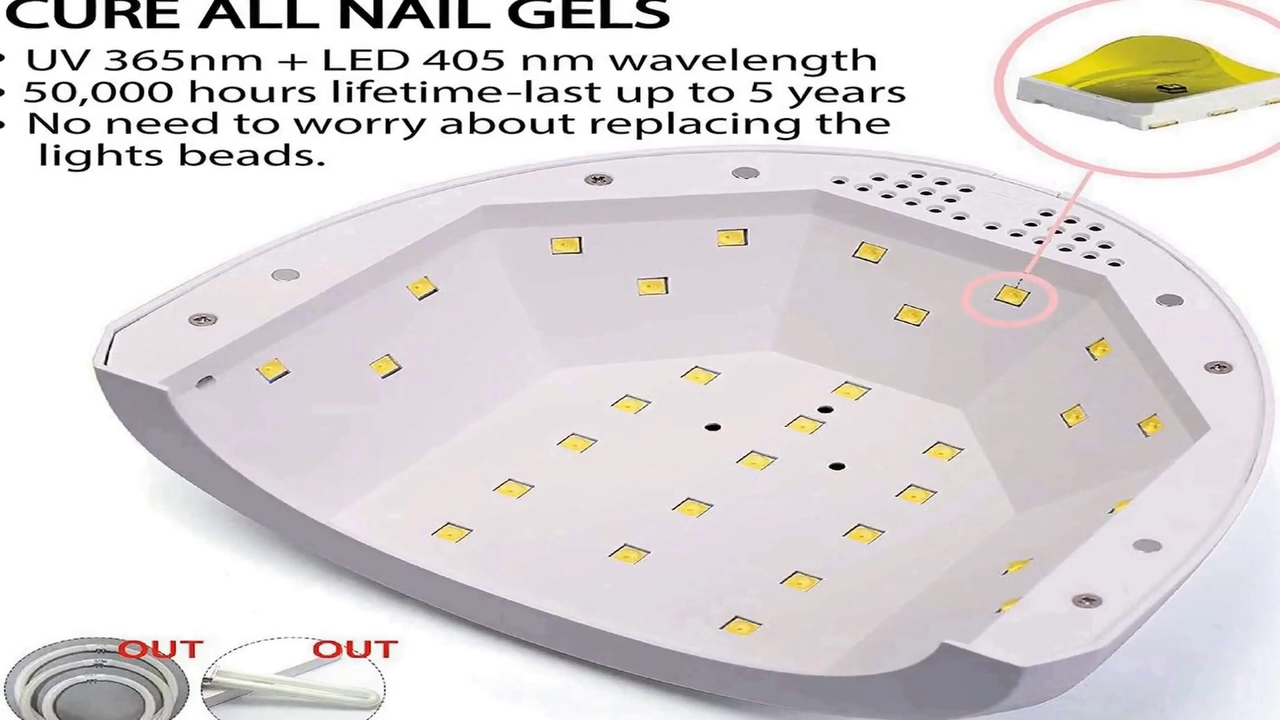 CURE ALL NAIL GELS
• UV 365nm + LED 405 nm wavelength
• 50,000 hours lifetime-last up to 5 years
• No need to worry about replacing the
lights beads.
OUT OUT